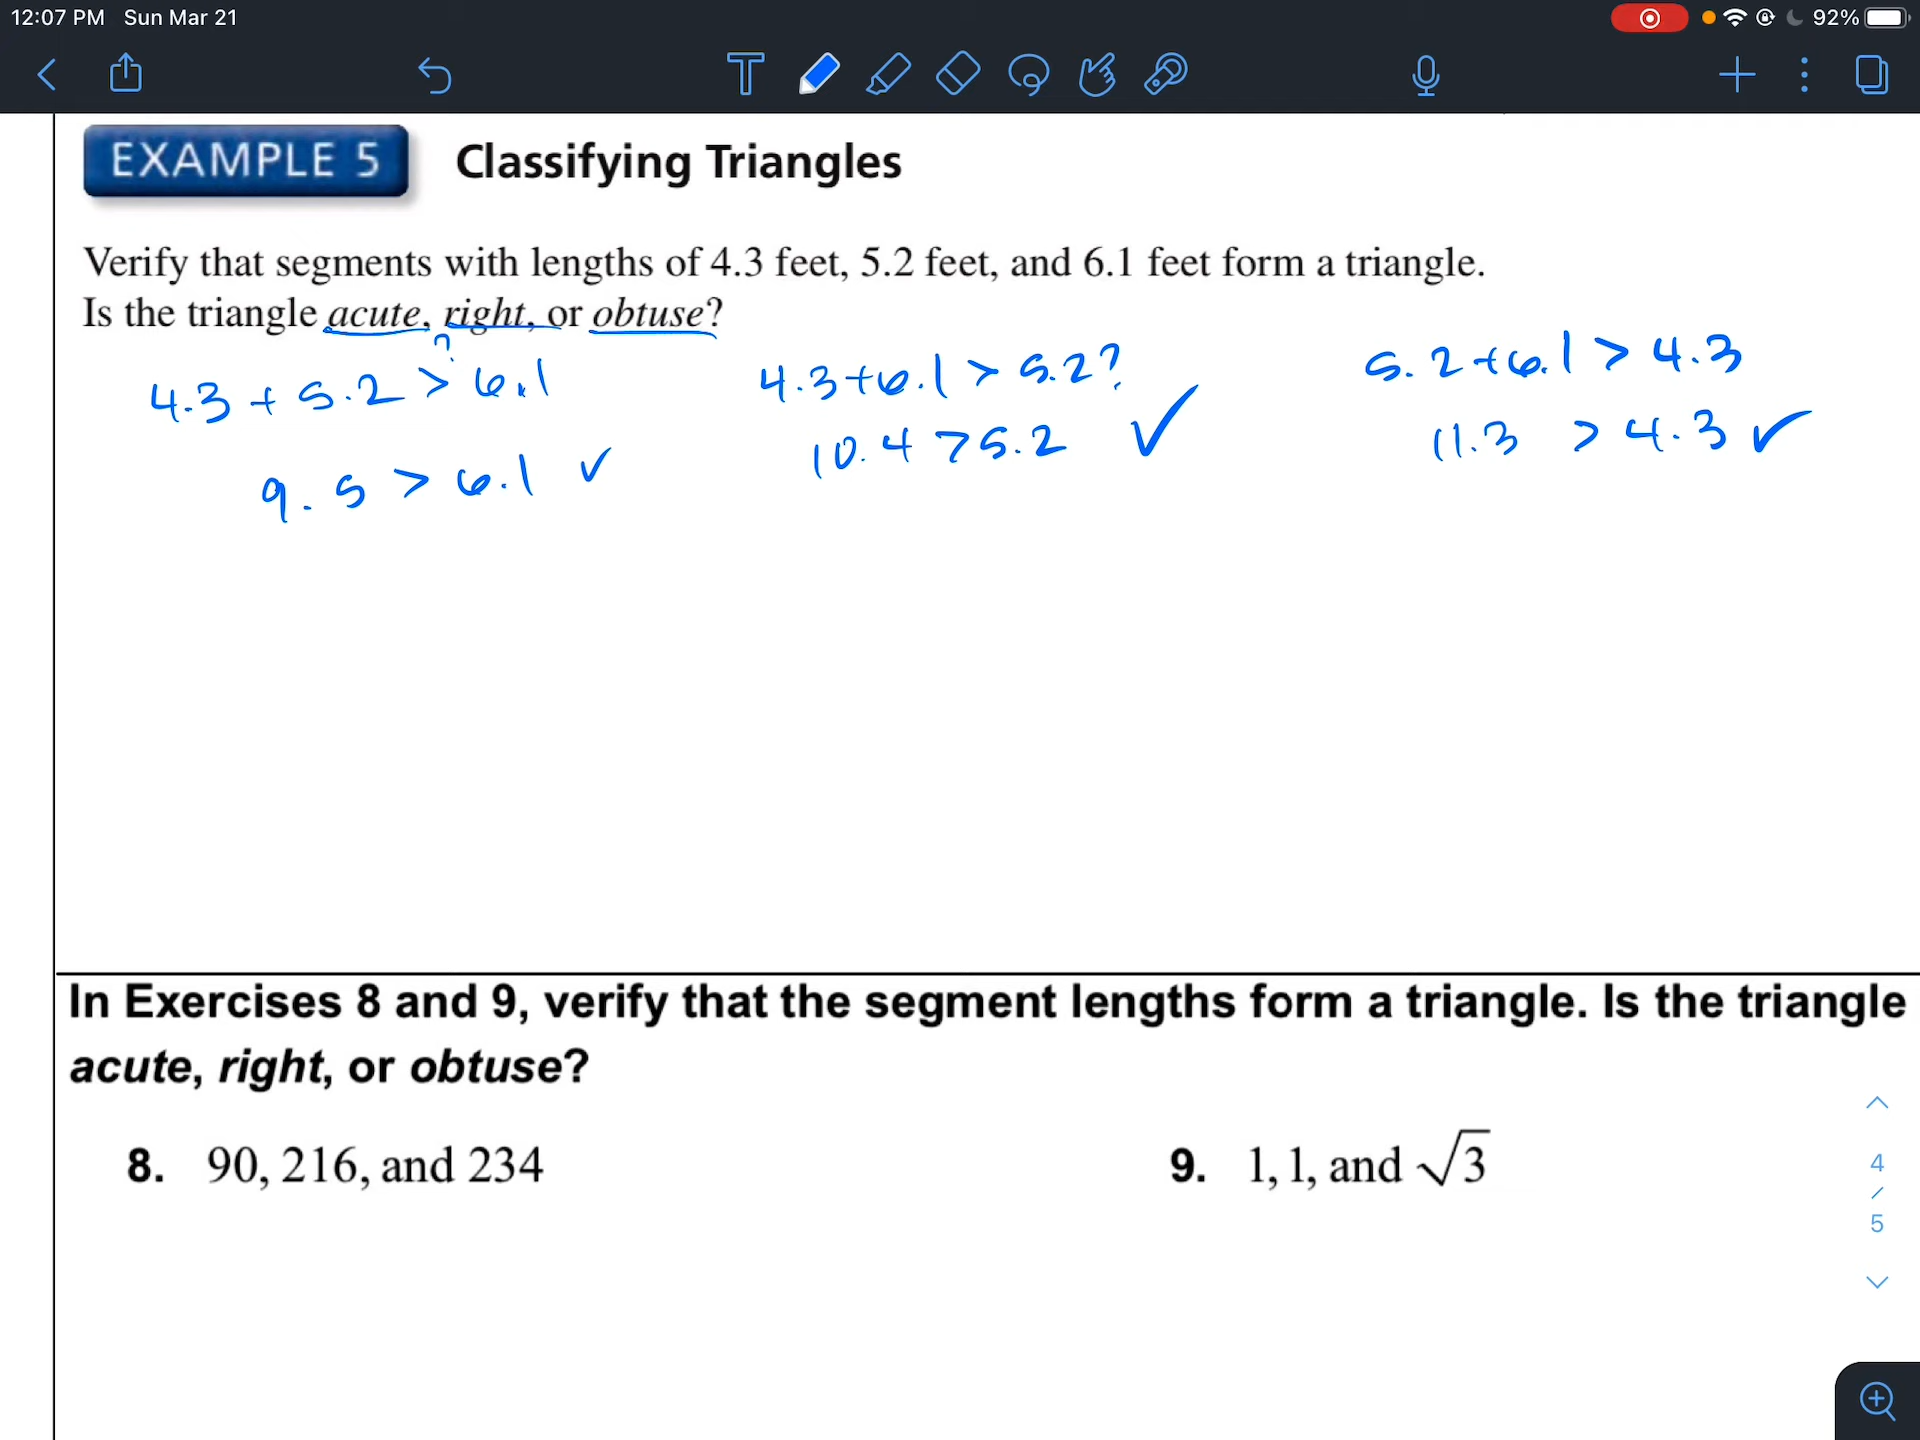 12:07 PM Sun Mar 21 92%
T
EXAMPLE 5 Classifying Triangles
Verify that segments with lengths of 4.3 feet, 5.2 feet, and 6.1 feet form a triangle.
Is the triangle acute, right, or obtuse?
4.3 + 5.2 >? 6.1
9.5 > 6.1 ✓
4.3+6.1 > 5.2?
10.4 > 5.2 ✓
5.2+6.1 > 4.3
11.3 > 4.3 ✓
In Exercises 8 and 9, verify that the segment lengths form a triangle. Is the triangle
acute, right, or obtuse?
8. 90, 216, and 234
9. 1, 1, and √3
4
/
5